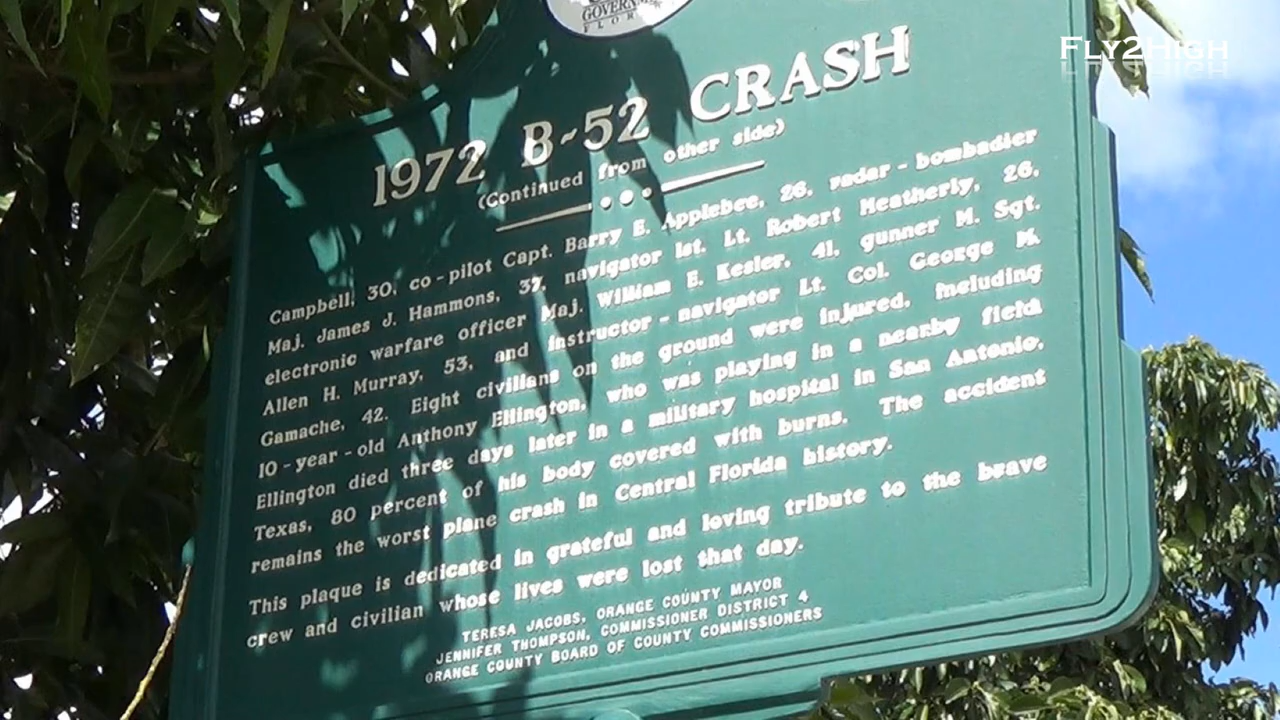 GOVERNM
FLOR
Fly2High
1972 B-52 CRASH
(Continued from other side)
Campbell, 30, co-pilot Capt. Barry E. Applebee, 26, radar-bombadier
Maj. James J. Hammons, 37, navigator 1st. Lt. Robert Heatherly, 26,
electronic warfare officer Maj. William E. Kesler, 41, gunner M. Sgt.
Allen H. Murray, 53, and instructor-navigator Lt. Col. George M.
Gamache, 42. Eight civilians on the ground were injured, including
10-year-old Anthony Ellington, who was playing in a nearby field.
Ellington died three days later in a military hospital in San Antonio,
Texas, 80 percent of his body covered with burns. The accident
remains the worst plane crash in Central Florida history.
This plaque is dedicated in grateful and loving tribute to the brave
crew and civilian whose lives were lost that day.
TERESA JACOBS, ORANGE COUNTY MAYOR
JENNIFER THOMPSON, COMMISSIONER DISTRICT 4
ORANGE COUNTY BOARD OF COUNTY COMMISSIONERS